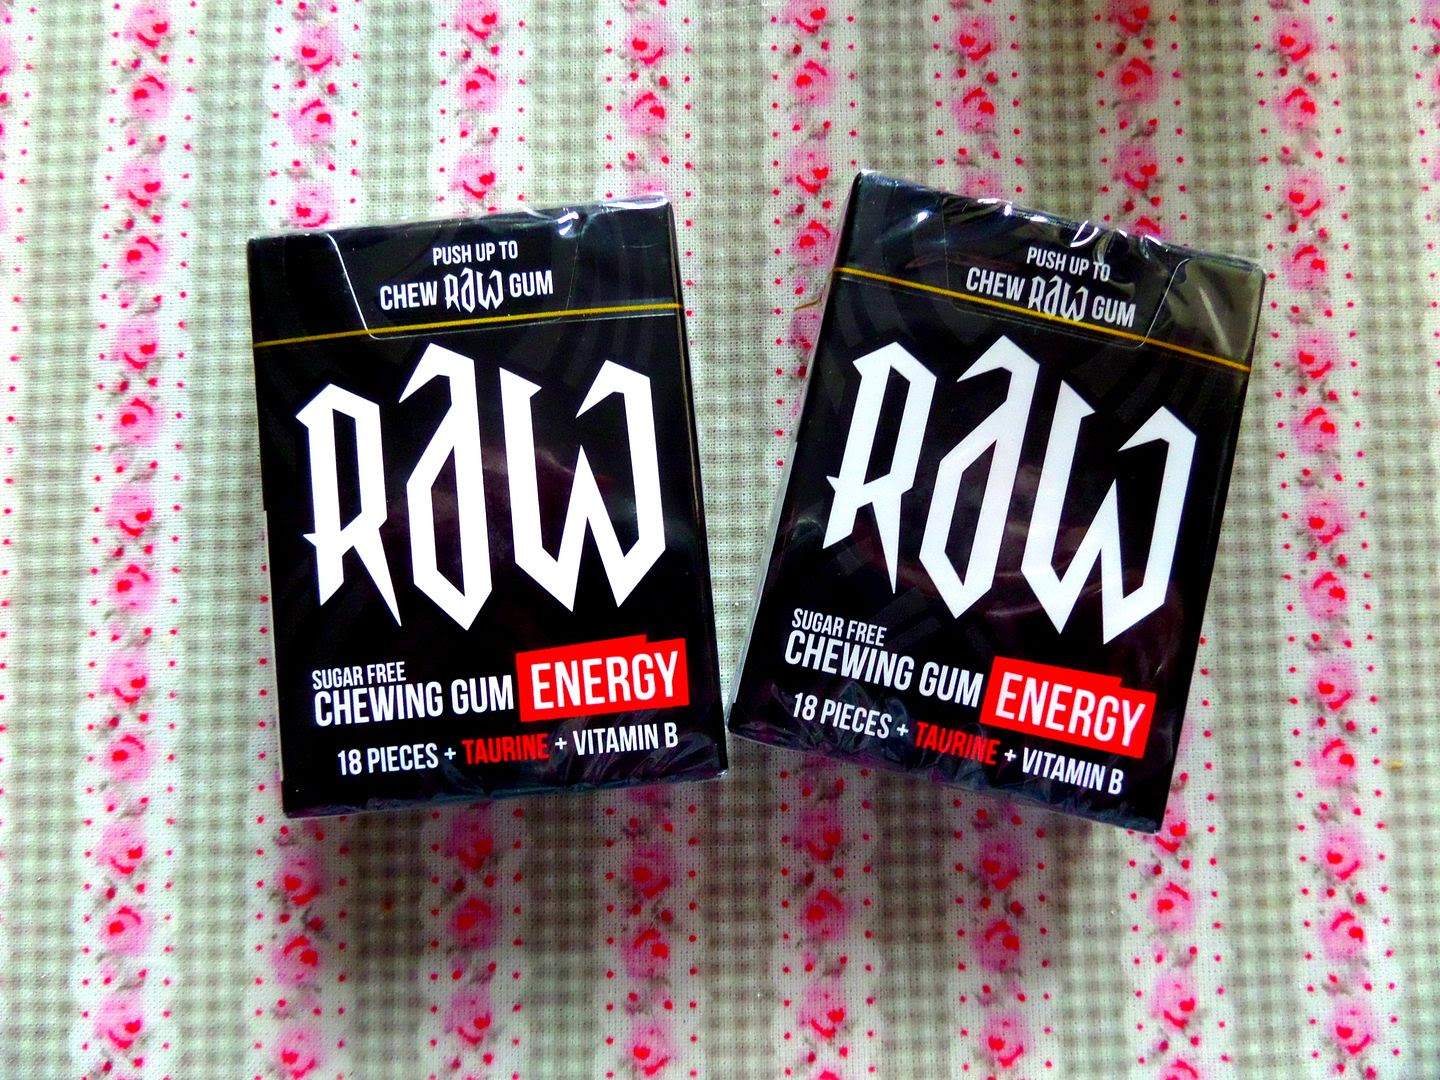 PUSH UP TO
CHEW RAW GUM
RAW
SUGAR FREE
CHEWING GUM ENERGY
18 PIECES + TAURINE + VITAMIN B
PUSH UP TO
CHEW RAW GUM
RAW
SUGAR FREE
CHEWING GUM ENERGY
18 PIECES + TAURINE + VITAMIN B